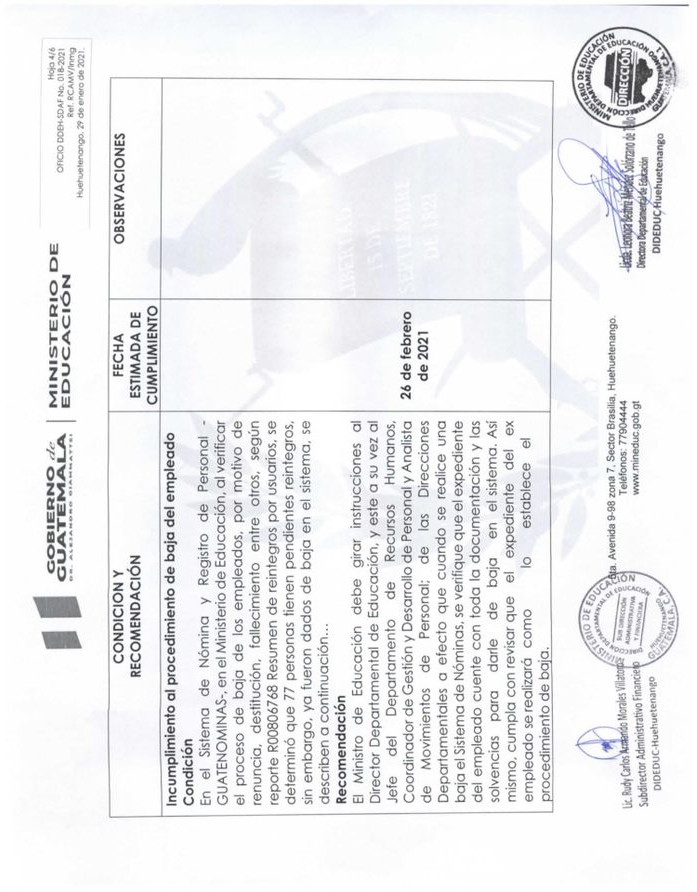 GOBIERNO de
GUATEMALA
DR. ALEJANDRO GIAMMATTEI
MINISTERIO DE
EDUCACIÓN
Hoja 4/6
OFICIO DDEH-SDAF No. 018-2021
Ref. RCAMV/lnmg
Huehuetenango, 29 de enero de 2021.
CONDICION Y
RECOMENDACIÓN
FECHA
ESTIMADA DE
CUMPLIMIENTO
OBSERVACIONES
Incumplimiento al procedimiento de baja del empleado
Condición
En el Sistema de Nómina y Registro de Personal -
GUATENOMINAS-, en el Ministerio de Educación, al verificar
el proceso de baja de los empleados, por motivo de
renuncia, destitución, fallecimiento entre otros, según
reporte R00806768 Resumen de reintegros por usuarios, se
determinó que 77 personas tienen pendientes reintegros,
sin embargo, ya fueron dados de baja en el sistema, se
describen a continuación...
Recomendación
El Ministro de Educación debe girar instrucciones al
Director Departamental de Educación, y este a su vez al
Jefe del Departamento de Recursos Humanos,
Coordinador de Gestión y Desarrollo de Personal y Analista
de Movimientos de Personal; de las Direcciones
Departamentales a efecto que cuando se realice una
baja el Sistema de Nóminas, se verifique que el expediente
del empleado cuente con toda la documentación y las
solvencias para darle de baja en el sistema. Así
mismo, cumpla con revisar que el expediente del ex
empleado se realizará como lo establece el
procedimiento de baja.
26 de febrero
de 2021
LIBERTAD
15 DE
SEPTIEMBRE
DE 1821
Lic. Rudy Carlos Armando Morales Villatoro
Subdirector Administrativo Financiero
DIDEDUC-Huehuetenango
MINISTERIO DE EDUCACIÓN
DIRECCIÓN DEPARTAMENTAL DE EDUCACIÓN
SUB DIRECCIÓN
ADMINISTRATIVA
Y FINANCIERA
HUEHUETENANGO
GUATEMALA, C.A.
6ta. Avenida 9-98 zona 7, Sector Brasilia, Huehuetenango.
Teléfonos: 77904444
www.mineduc.gob.gt
MINISTERIO DE EDUCACIÓN
DIRECCIÓN DEPARTAMENTAL DE EDUCACIÓN
DIRECCIÓN
HUEHUETENANGO
GUATEMALA, C.A.
Licda. Leonora Beatriz Méndez Solórzano de
Directora Departamental de Educación
DIDEDUC-Huehuetenango